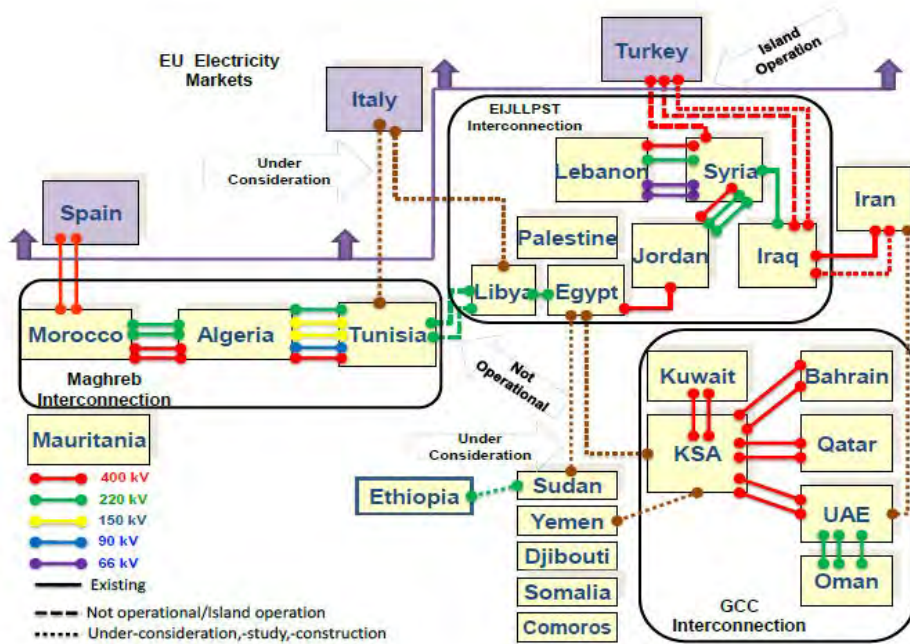 EU Electricity
Markets
Turkey
Island
Operation
Italy
EIJLLPST
Interconnection
Under
Consideration
Lebanon
Syria
Iran
Spain
Palestine
Jordan
Iraq
Libya
Egypt
Morocco
Algeria
Tunisia
Maghreb
Interconnection
Not
Operational
Kuwait
Bahrain
Mauritania
Under
Consideration
KSA
Qatar
400 kV
220 kV
150 kV
90 kV
66 kV
Existing
Not operational/Island operation
Under-consideration,-study,-construction
Ethiopia
Sudan
Yemen
Djibouti
Somalia
Comoros
UAE
Oman
GCC
Interconnection